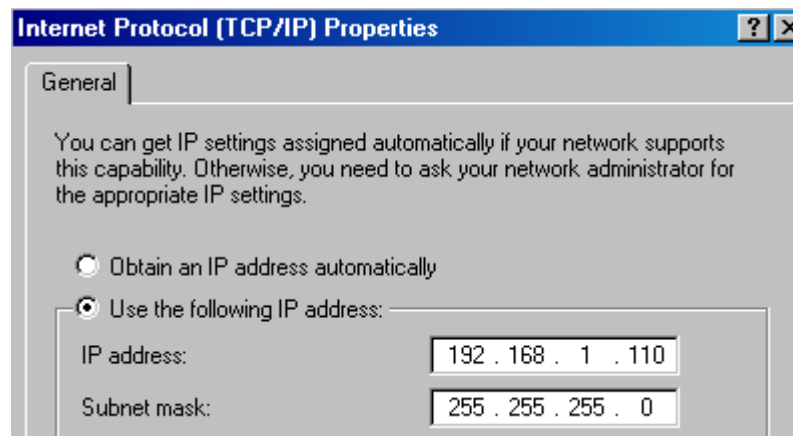 Internet Protocol (TCP/IP) Properties
General
You can get IP settings assigned automatically if your network supports
this capability. Otherwise, you need to ask your network administrator for
the appropriate IP settings.
Obtain an IP address automatically
Use the following IP address:
IP address: 192 . 168 . 1 . 110
Subnet mask: 255 . 255 . 255 . 0